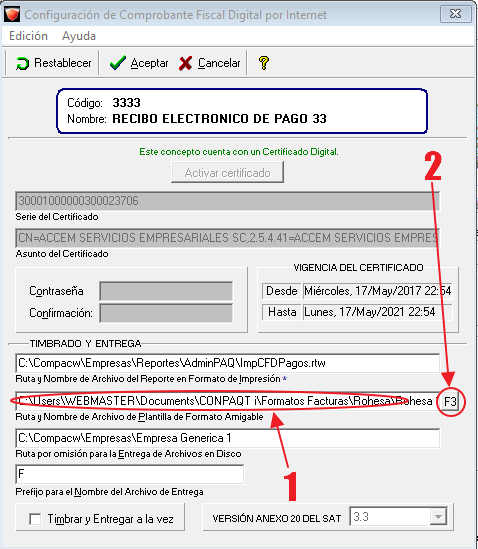 Configuración de Comprobante Fiscal Digital por Internet
Edición Ayuda
Restablecer Aceptar Cancelar ?
Código: 3333
Nombre: RECIBO ELECTRONICO DE PAGO 33
Este concepto cuenta con un Certificado Digital.
Activar certificado
30001000000300023706
Serie del Certificado
CN=ACCEM SERVICIOS EMPRESARIALES SC,2.5.4.41=ACCEM SERVICIOS EMPRES
Asunto del Certificado
VIGENCIA DEL CERTIFICADO
Contraseña
Desde Miércoles, 17/May/2017 22:54
Confirmación:
Hasta Lunes, 17/May/2021 22:54
TIMBRADO Y ENTREGA
C:\Compacw\Empresas\Reportes\AdminPAQ\ImpCFDPagos.rtw
Ruta y Nombre de Archivo del Reporte en Formato de Impresión *
C:\Users\WEBMASTER\Documents\CONPAQT i\Formatos Facturas\Rohesa\Rohesa F3
Ruta y Nombre de Archivo de Plantilla de Formato Amigable
C:\Compacw\Empresas\Empresa Generica 1
Ruta por omisión para la Entrega de Archivos en Disco
F
Prefijo para el Nombre del Archivo de Entrega
Timbrar y Entregar a la vez
VERSIÓN ANEXO 20 DEL SAT 3.3
1
2